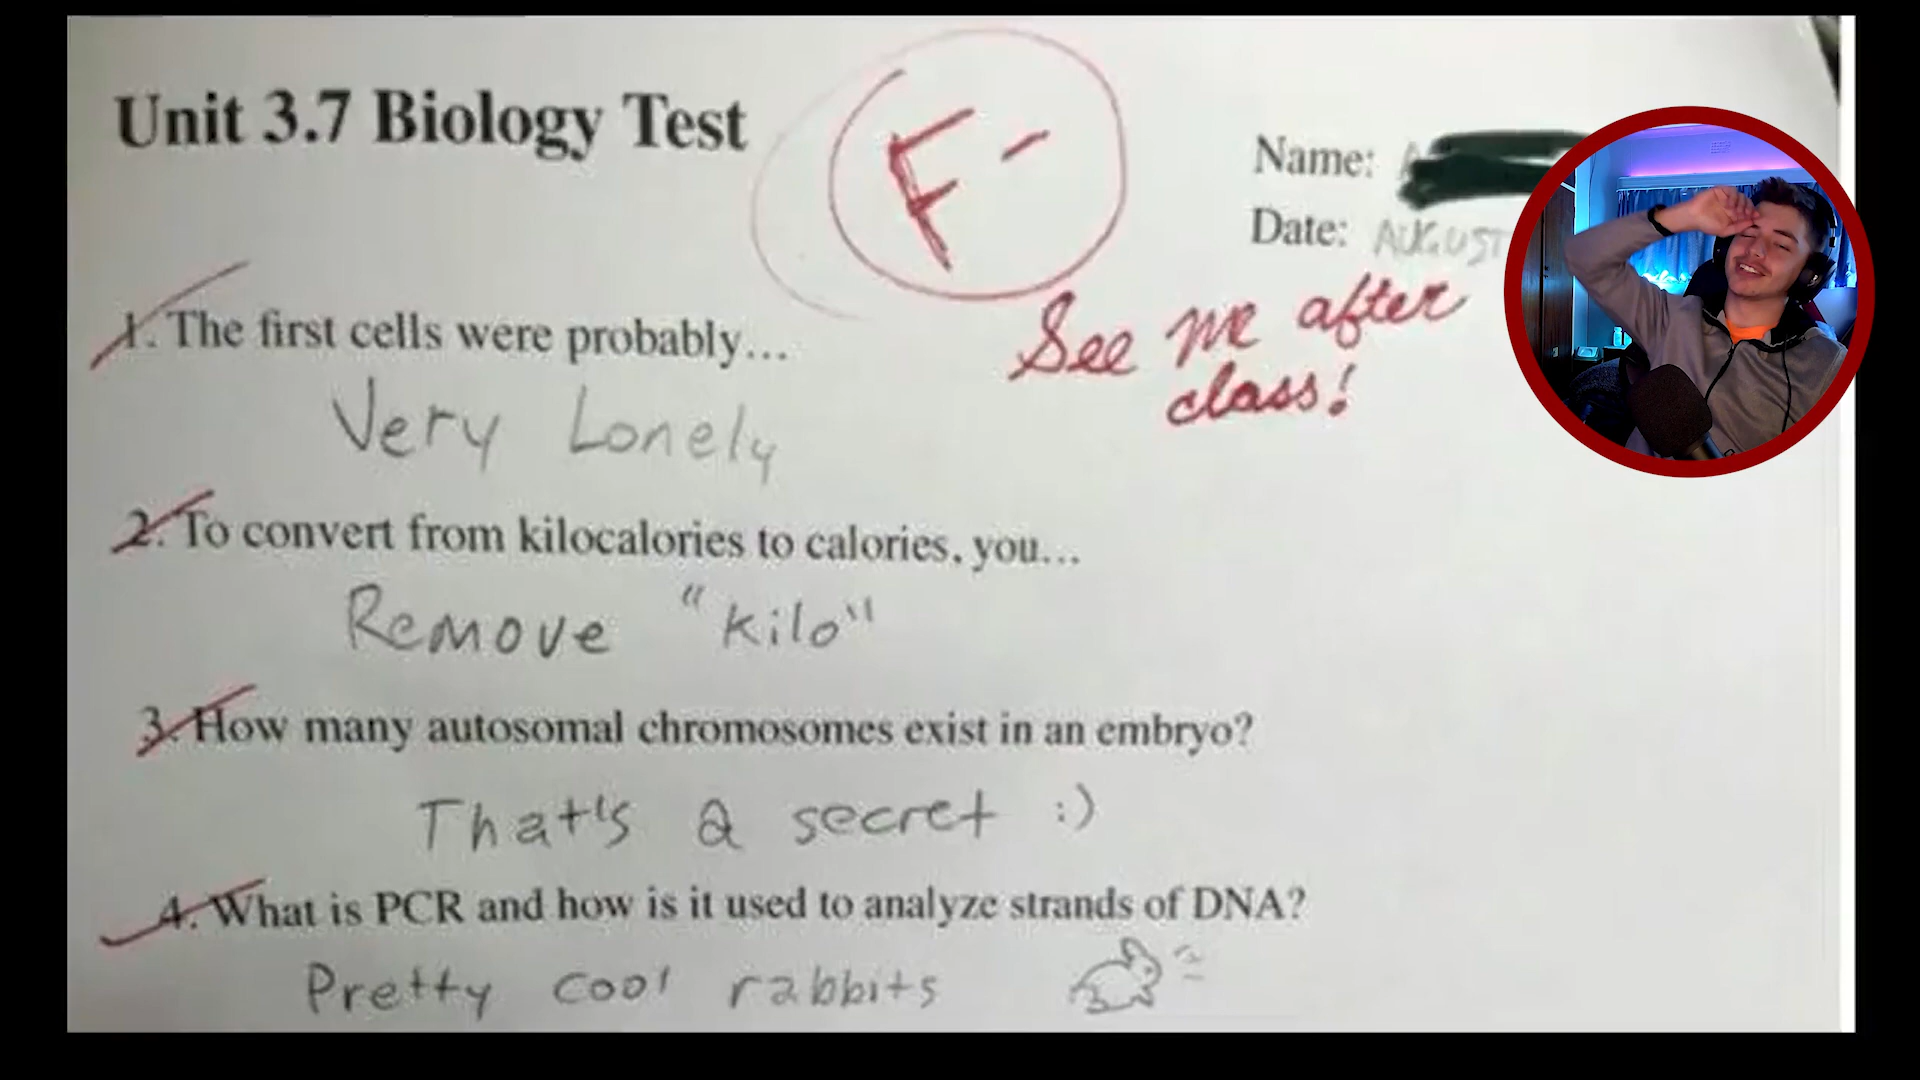 Unit 3.7 Biology Test
F-
Name:
Date: AUGUST
See me after
class!
1. The first cells were probably...
Very Lonely
2. To convert from kilocalories to calories, you...
Remove "kilo"
3. How many autosomal chromosomes exist in an embryo?
That's a secret :)
4. What is PCR and how is it used to analyze strands of DNA?
Pretty cool rabbits